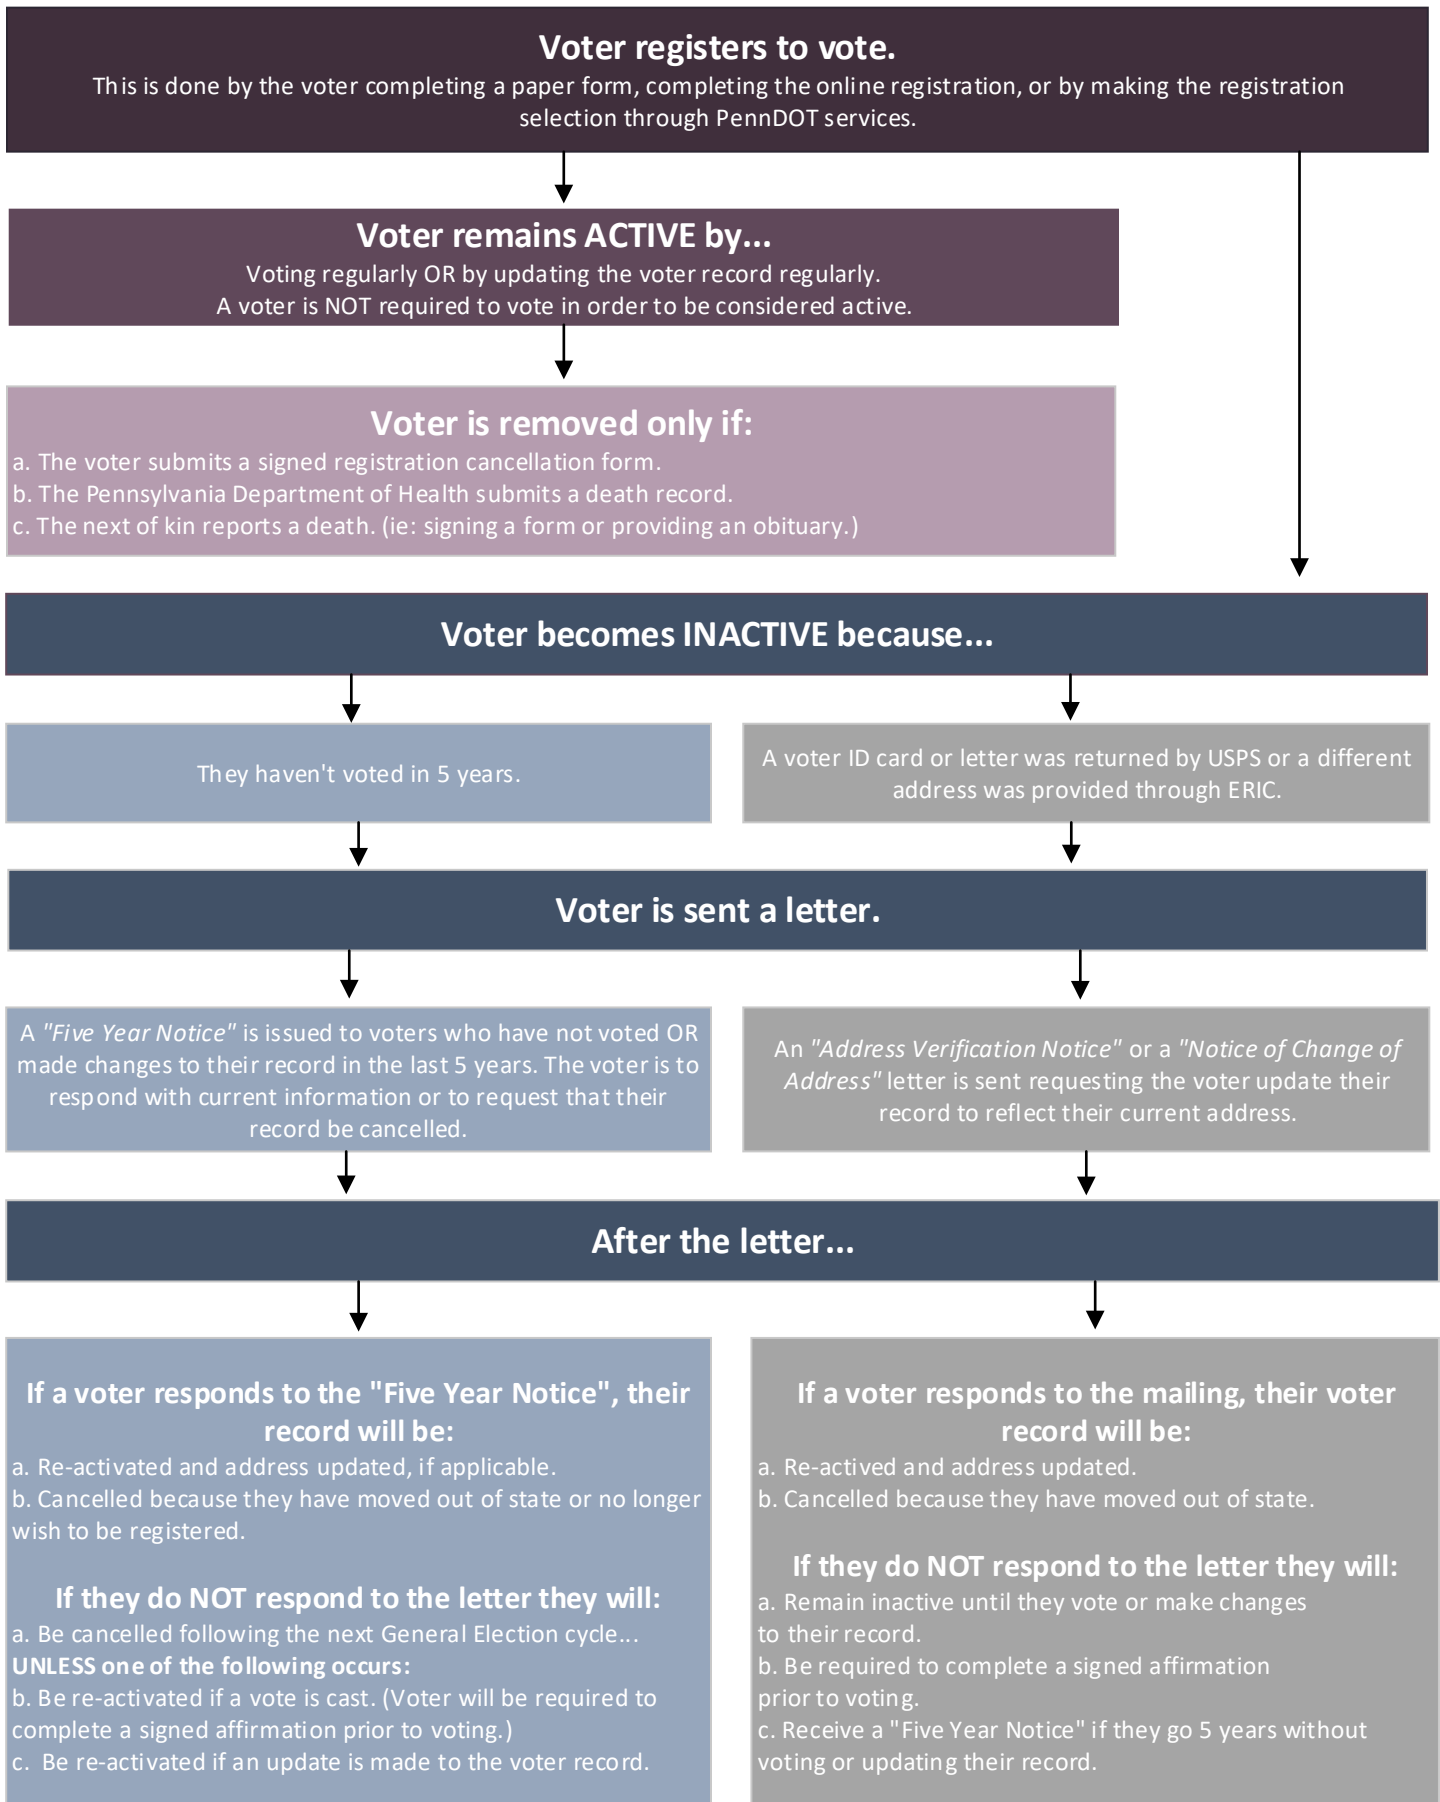 Voter registers to vote.
This is done by the voter completing a paper form, completing the online registration, or by making the registration
selection through PennDOT services.
Voter remains ACTIVE by...
Voting regularly OR by updating the voter record regularly.
A voter is NOT required to vote in order to be considered active.
Voter is removed only if:
a. The voter submits a signed registration cancellation form.
b. The Pennsylvania Department of Health submits a death record.
c. The next of kin reports a death. (ie: signing a form or providing an obituary.)
Voter becomes INACTIVE because...
They haven't voted in 5 years.
A voter ID card or letter was returned by USPS or a different
address was provided through ERIC.
Voter is sent a letter.
A "Five Year Notice" is issued to voters who have not voted OR
made changes to their record in the last 5 years. The voter is to
respond with current information or to request that their
record be cancelled.
An "Address Verification Notice" or a "Notice of Change of
Address" letter is sent requesting the voter update their
record to reflect their current address.
After the letter...
If a voter responds to the "Five Year Notice", their
record will be:
a. Re-activated and address updated, if applicable.
b. Cancelled because they have moved out of state or no longer
wish to be registered.
If they do NOT respond to the letter they will:
a. Be cancelled following the next General Election cycle...
UNLESS one of the following occurs:
b. Be re-activated if a vote is cast. (Voter will be required to
complete a signed affirmation prior to voting.)
c. Be re-activated if an update is made to the voter record.
If a voter responds to the mailing, their voter
record will be:
a. Re-actived and address updated.
b. Cancelled because they have moved out of state.
If they do NOT respond to the letter they will:
a. Remain inactive until they vote or make changes
to their record.
b. Be required to complete a signed affirmation
prior to voting.
c. Receive a "Five Year Notice" if they go 5 years without
voting or updating their record.